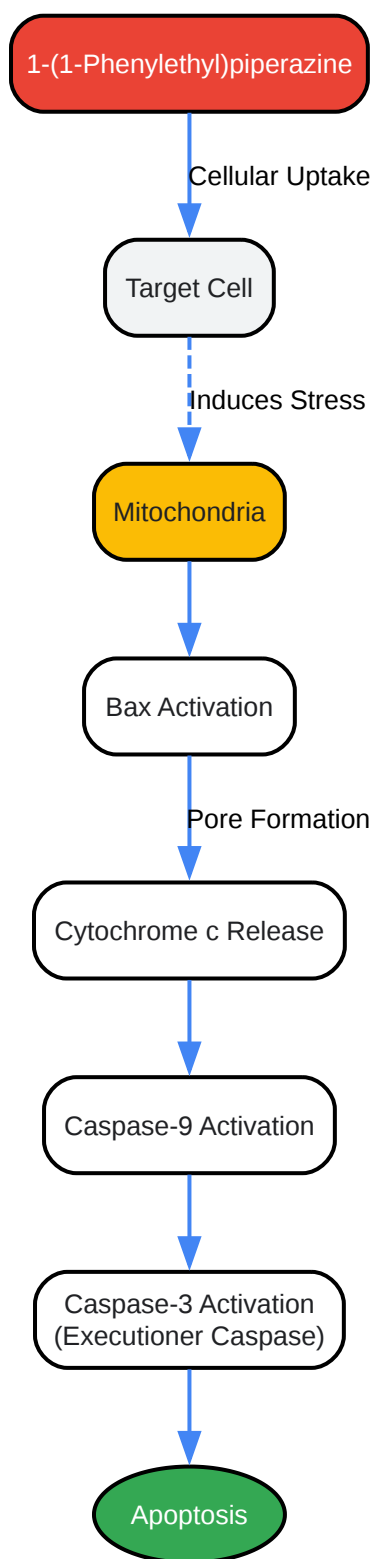 1-(1-Phenylethyl)piperazine
Cellular Uptake
Target Cell
Induces Stress
Mitochondria
Bax Activation
Pore Formation
Cytochrome c Release
Caspase-9 Activation
Caspase-3 Activation
(Executioner Caspase)
Apoptosis